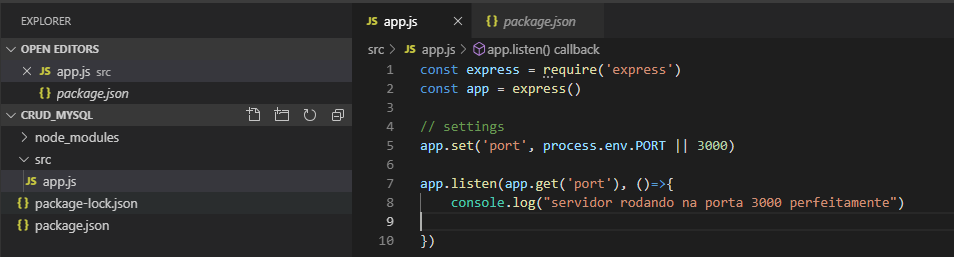 EXPLORER
OPEN EDITORS
JS app.js src
{} package.json
CRUD_MYSQL
node_modules
src
JS app.js
{} package-lock.json
{} package.json
JS app.js {} package.json
src > JS app.js > app.listen() callback
1 const express = require('express')
2 const app = express()
3
4 // settings
5 app.set('port', process.env.PORT || 3000)
6
7 app.listen(app.get('port'), ()=>{
8 console.log("servidor rodando na porta 3000 perfeitamente")
9
10 })